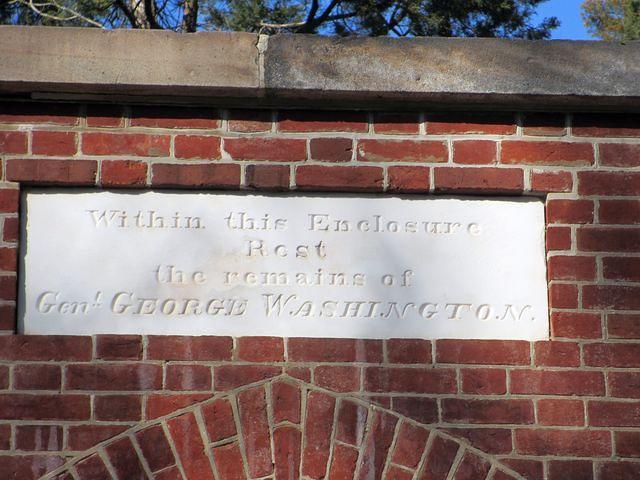 Within this Enclosure
Rest
the remains of
Genl. GEORGE WASHINGTON.